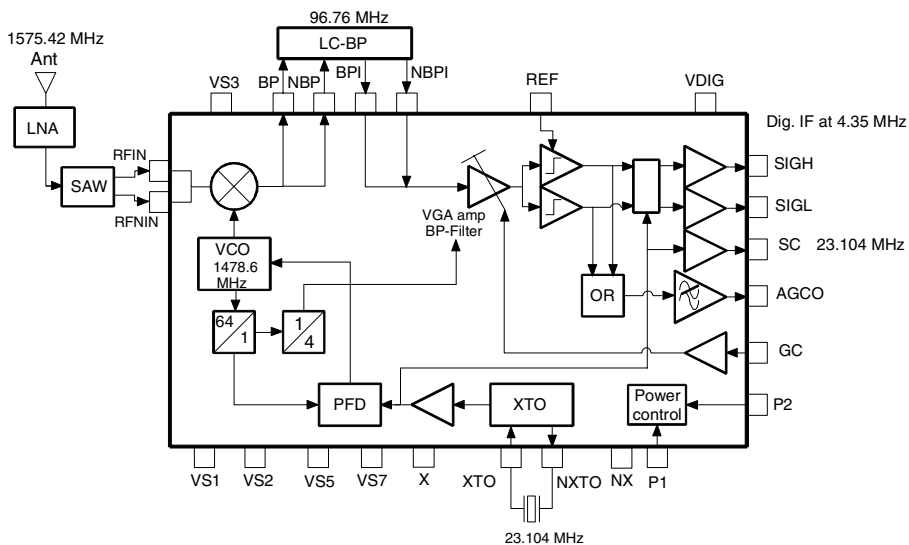 96.76 MHz
1575.42 MHz
Ant
LC-BP
VS3
BP
NBP
BPI
NBPI
REF
VDIG
LNA
Dig. IF at 4.35 MHz
RFIN
SAW
RFNIN
SIGH
SIGL
VGA amp
BP-Filter
VCO
1478.6
MHz
SC 23.104 MHz
OR
AGCO
64
1
1
4
GC
PFD
XTO
Power
control
P2
VS1
VS2
VS5
VS7
X
XTO
NXTO
NX
P1
23.104 MHz